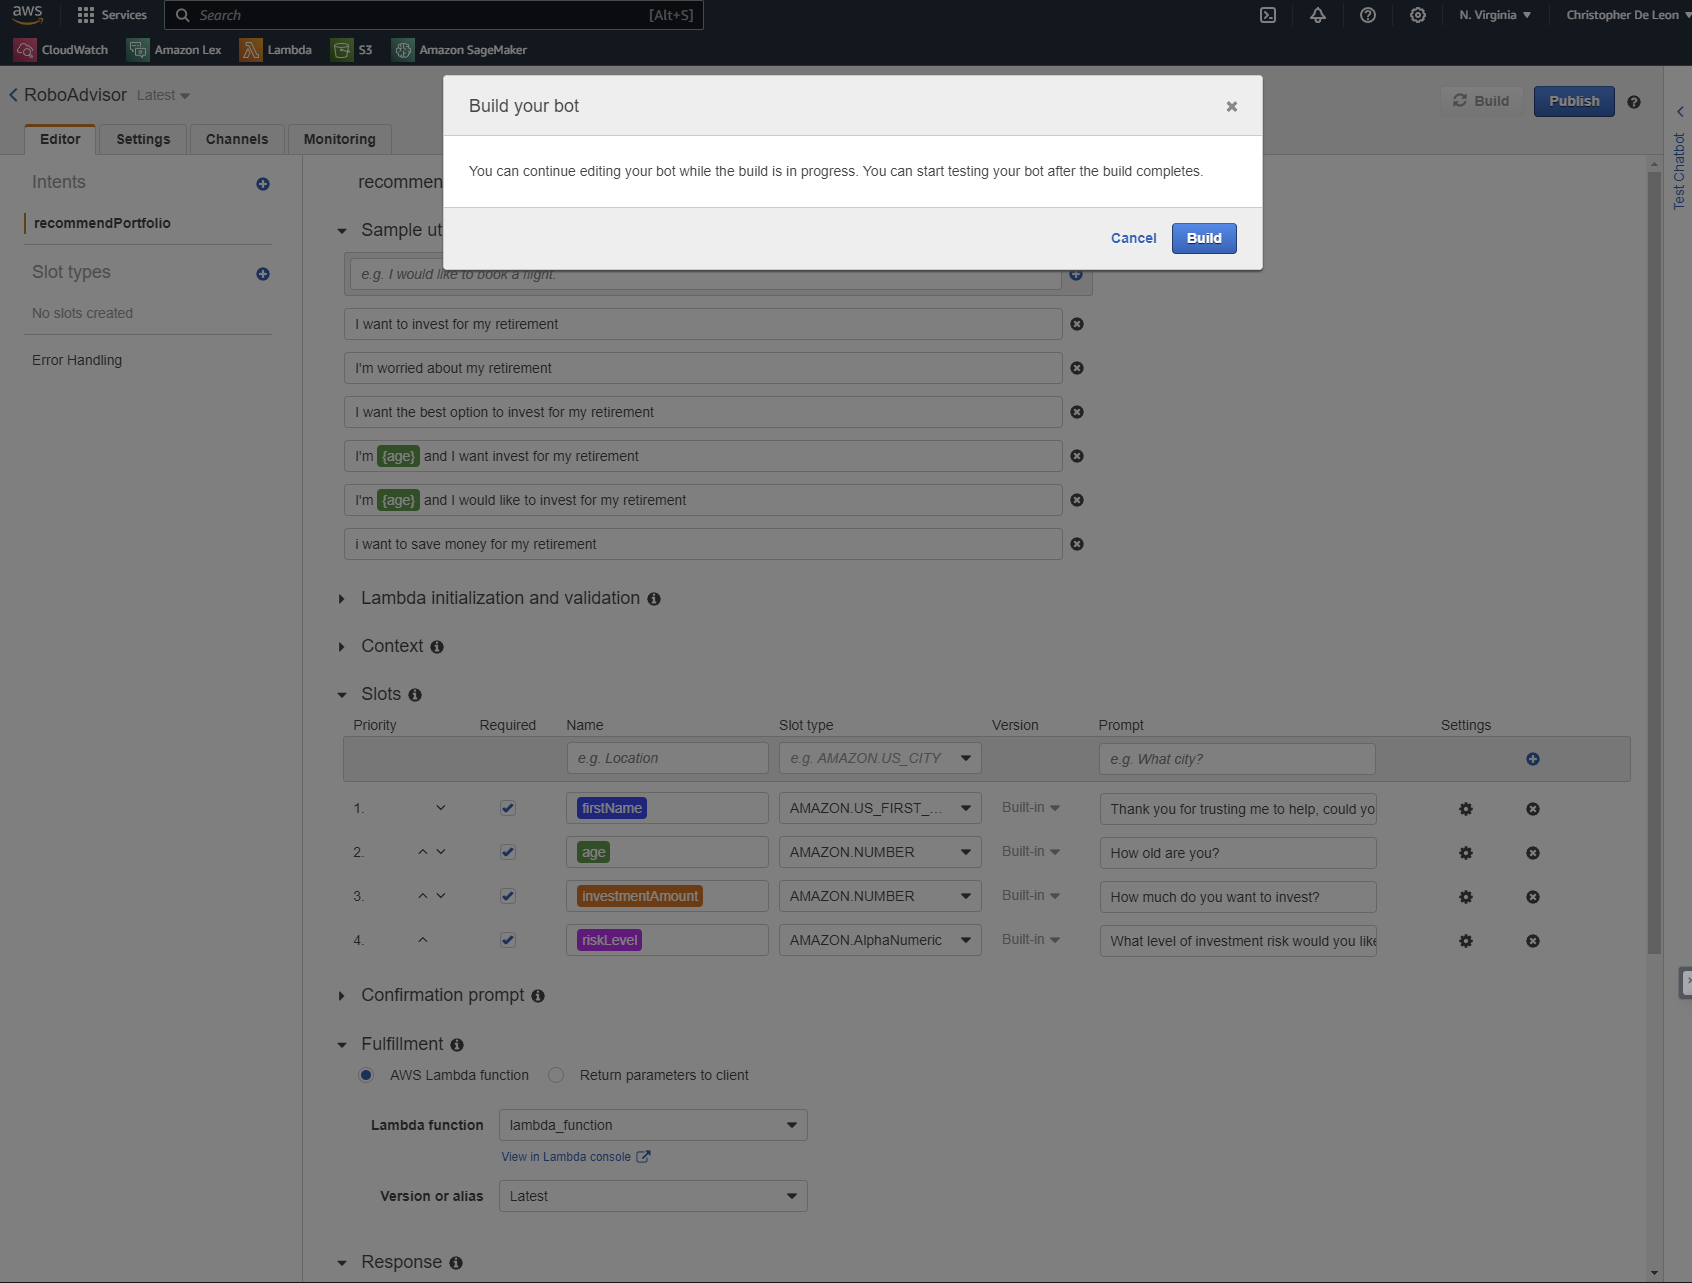 aws
Services
Search
[Alt+S]
N. Virginia
Christopher De Leon
CloudWatch
Amazon Lex
Lambda
S3
Amazon SageMaker
RoboAdvisor Latest
Build
Publish
Editor
Settings
Channels
Monitoring
Test Chatbot
Build your bot
You can continue editing your bot while the build is in progress. You can start testing your bot after the build completes.
Cancel
Build
Intents
recommendPortfolio
Slot types
No slots created
Error Handling
recommen
Sample ut
e.g. I would like to book a flight.
I want to invest for my retirement
I'm worried about my retirement
I want the best option to invest for my retirement
I'm {age} and I want invest for my retirement
I'm {age} and I would like to invest for my retirement
i want to save money for my retirement
Lambda initialization and validation
Context
Slots
Priority Required Name Slot type Version Prompt Settings
e.g. Location e.g. AMAZON.US_CITY e.g. What city?
1. firstName AMAZON.US_FIRST_... Built-in Thank you for trusting me to help, could yo
2. age AMAZON.NUMBER Built-in How old are you?
3. investmentAmount AMAZON.NUMBER Built-in How much do you want to invest?
4. riskLevel AMAZON.AlphaNumeric Built-in What level of investment risk would you like
Confirmation prompt
Fulfillment
AWS Lambda function Return parameters to client
Lambda function lambda_function
View in Lambda console
Version or alias Latest
Response